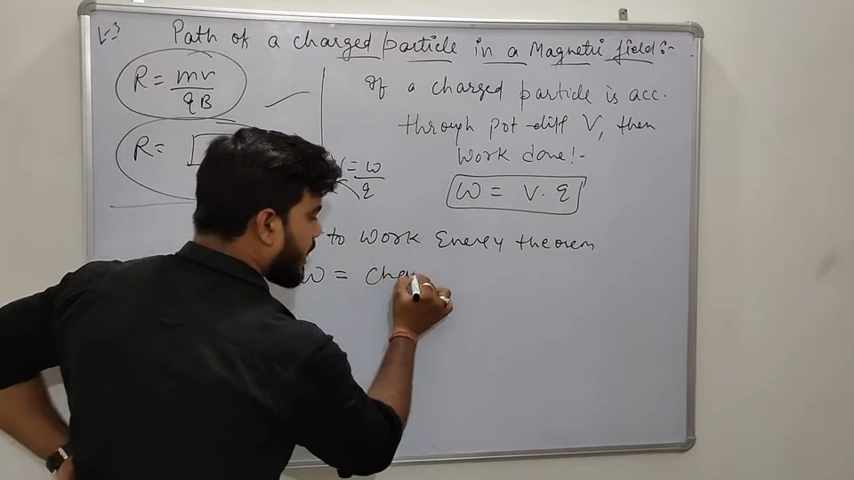 Path of a charged particle in a Magnetic field :-
R = mv / qB
If a charged particle is acc.
through pot diff V, then
Work done :-
R =
= w / q
W = V . q
to Work Energy theorem
w = cha